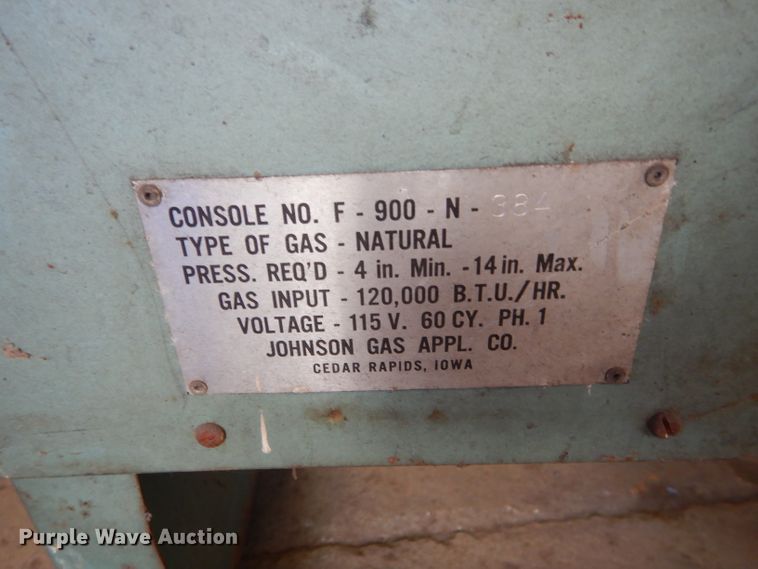 CONSOLE NO. F - 900 - N - 384
TYPE OF GAS - NATURAL
PRESS. REQ'D - 4 in. Min. - 14 in. Max.
GAS INPUT - 120,000 B.T.U./HR.
VOLTAGE - 115 V. 60 CY. PH. 1
JOHNSON GAS APPL. CO.
CEDAR RAPIDS, IOWA
Purple Wave Auction